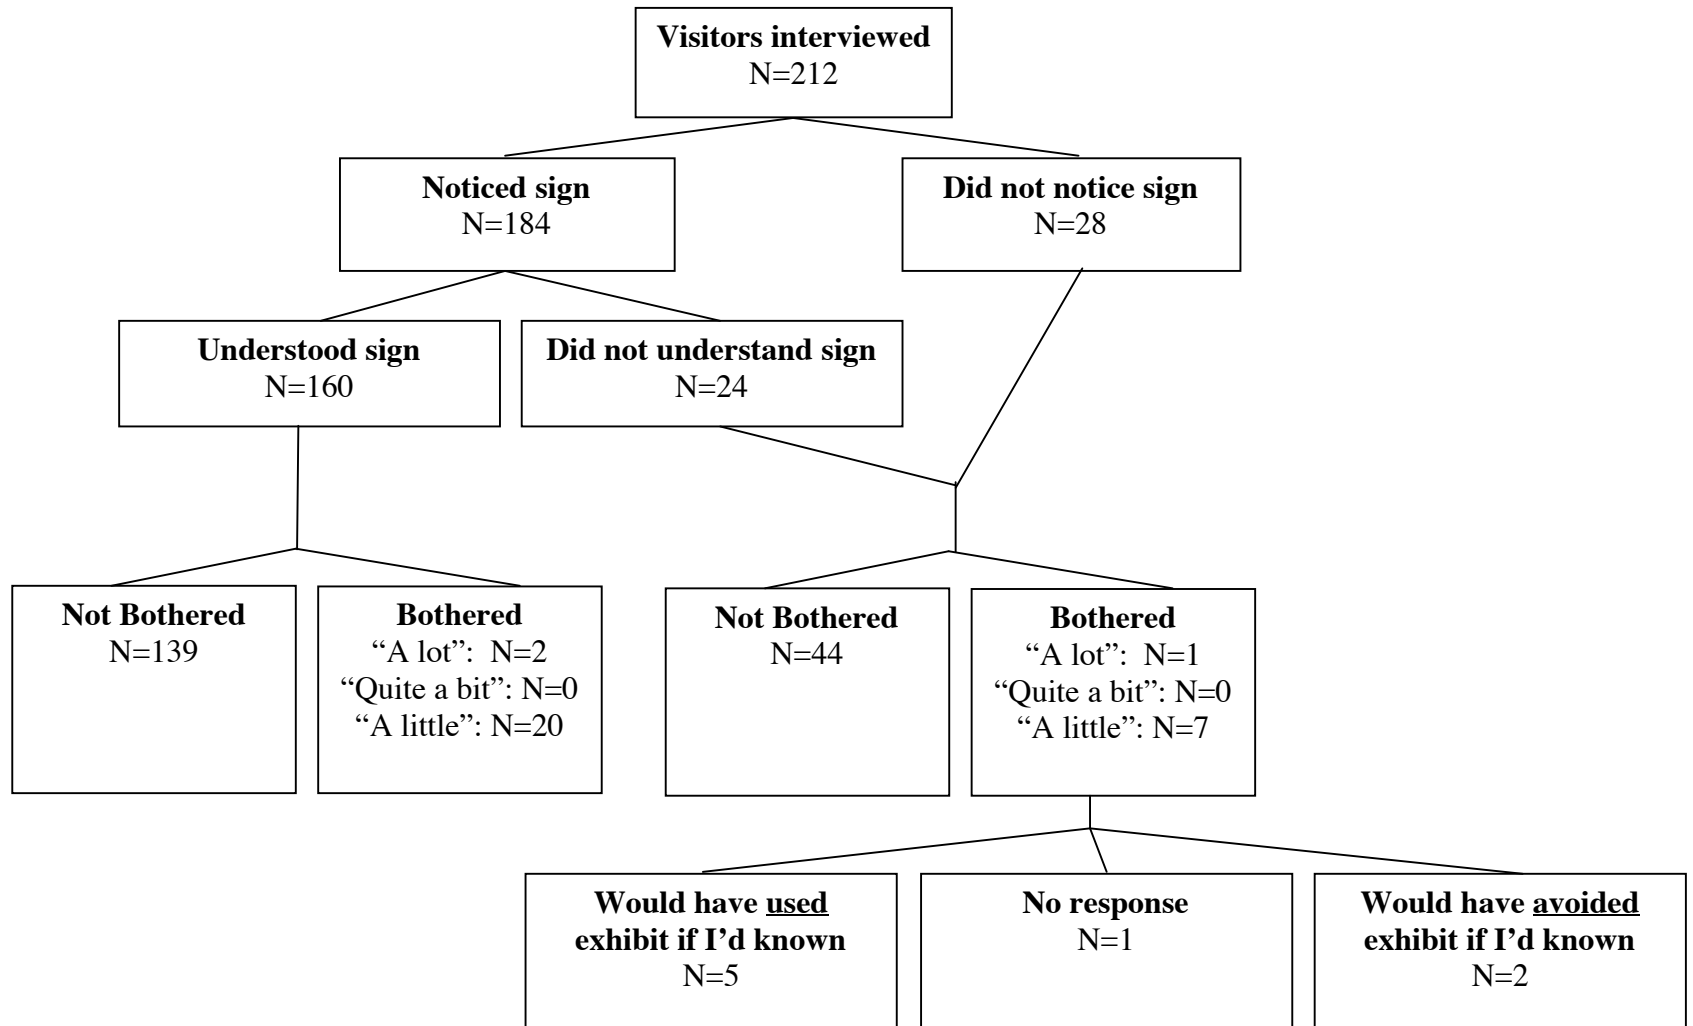 Visitors interviewed
N=212
Noticed sign
N=184
Did not notice sign
N=28
Understood sign
N=160
Did not understand sign
N=24
Not Bothered
N=139
Bothered
“A lot”:  N=2
“Quite a bit”: N=0
“A little”: N=20
Not Bothered
N=44
Bothered
“A lot”:  N=1
“Quite a bit”: N=0
“A little”: N=7
Would have used
exhibit if I’d known
N=5
No response
N=1
Would have avoided
exhibit if I’d known
N=2